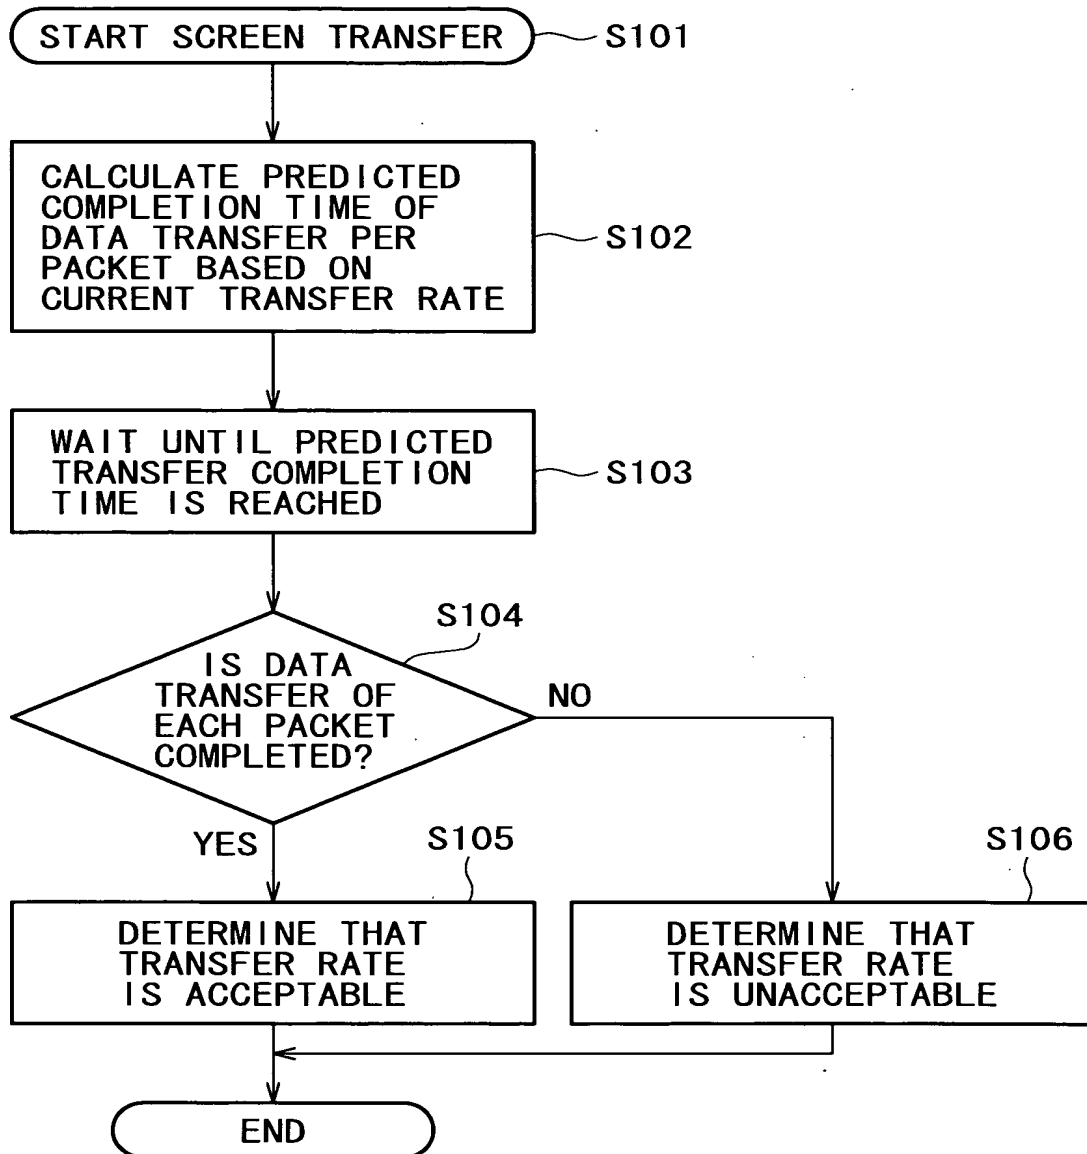 START SCREEN TRANSFER
S101
CALCULATE PREDICTED
COMPLETION TIME OF
DATA TRANSFER PER
PACKET BASED ON
CURRENT TRANSFER RATE
S102
WAIT UNTIL PREDICTED
TRANSFER COMPLETION
TIME IS REACHED
S103
S104
IS DATA
TRANSFER OF
EACH PACKET
COMPLETED?
NO
YES
S105
DETERMINE THAT
TRANSFER RATE
IS ACCEPTABLE
S106
DETERMINE THAT
TRANSFER RATE
IS UNACCEPTABLE
END